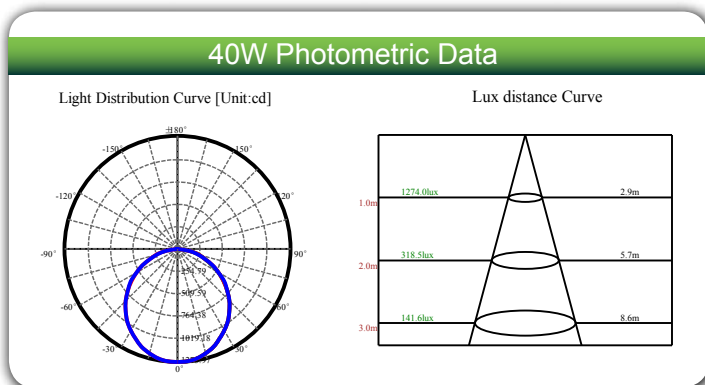 40W Photometric Data
Light Distribution Curve [Unit:cd]
Lux distance Curve
±180°
-150°
150°
-120°
120°
-90°
90°
254.79
509.59
-60°
60°
764.38
1019.18
-30°
30°
0°
1274.0lux
2.9m
1.0m
318.5lux
5.7m
2.0m
141.6lux
8.6m
3.0m